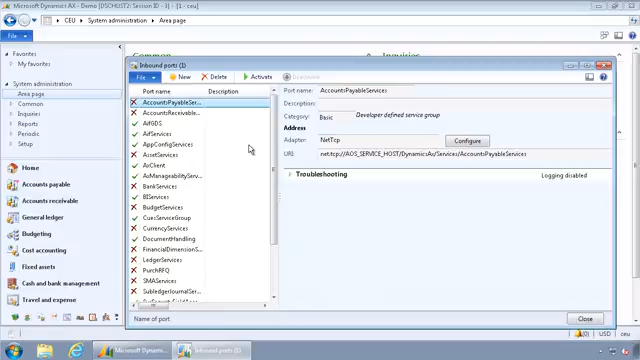 Microsoft Dynamics AX - Demo [DSCHLIST2: Session ID - 3] - [1 - ceu]
CEU
System administration
Area page
File
Favorites
My favorites
System administration
Area page
Common
Inquiries
Reports
Periodic
Setup
Home
Accounts payable
Accounts receivable
General ledger
Budgeting
Cost accounting
Fixed assets
Cash and bank management
Travel and expense
Common
Inquiries
Inbound ports (1)
File
New
Delete
Activate
Deactivate
Port name
Description
AccountsPayableSer...
AccountsReceivable...
AifGDS
AifServices
AppConfigServices
AssetServices
AxClient
AxManageabilityServ...
BankServices
BIServices
BudgetServices
CuesServiceGroup
CurrencyServices
DocumentHandling
FinancialDimensionS...
LedgerServices
PurchRFQ
SMAServices
SubledgerJournalSer...
Port name:
AccountsPayableServices
Description:
Category:
Basic
Developer defined service group
Address
Adapter:
NetTcp
Configure
URI:
net.tcp://AOS_SERVICE_HOST/DynamicsAx/Services/AccountsPayableServices
Troubleshooting
Logging disabled
Name of port
Close
(0)
USD
ceu
Microsoft Dynami...
Inbound ports (1)